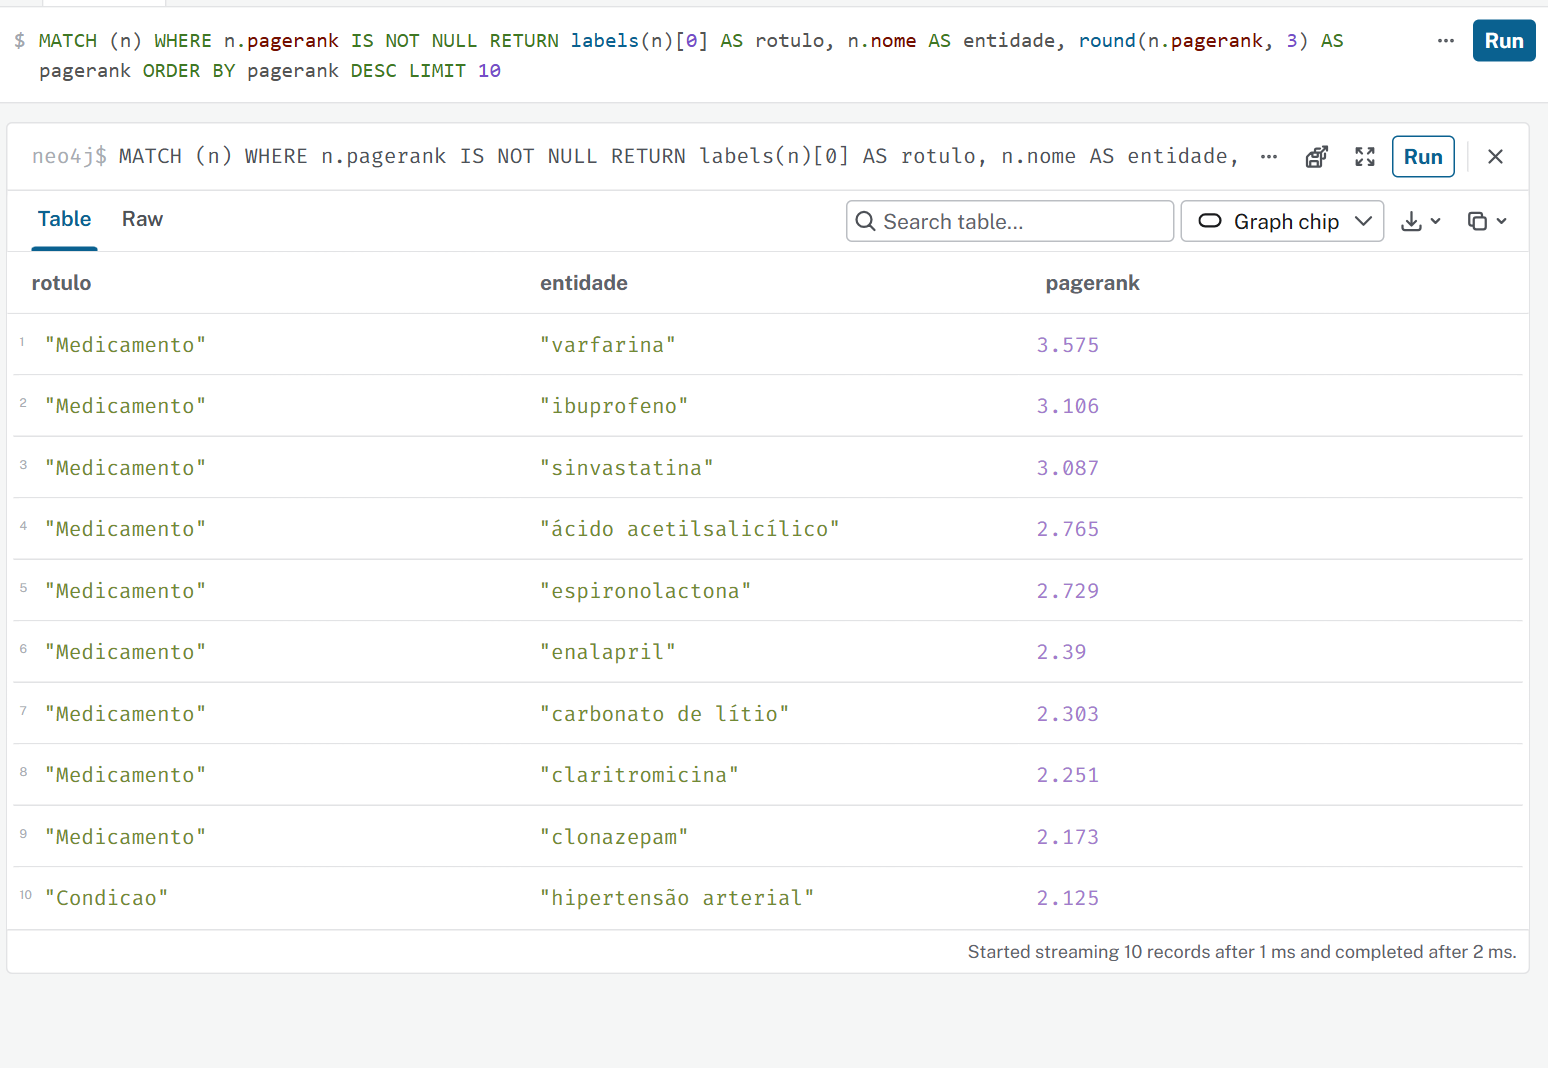 $ MATCH (n) WHERE n.pagerank IS NOT NULL RETURN labels(n)[0] AS rotulo, n.nome AS entidade, round(n.pagerank, 3) AS
pagerank ORDER BY pagerank DESC LIMIT 10
... Run
neo4j$ MATCH (n) WHERE n.pagerank IS NOT NULL RETURN labels(n)[0] AS rotulo, n.nome AS entidade, ... Run
Table Raw Search table... Graph chip
rotulo entidade pagerank
1 "Medicamento" "varfarina" 3.575
2 "Medicamento" "ibuprofeno" 3.106
3 "Medicamento" "sinvastatina" 3.087
4 "Medicamento" "ácido acetilsalicílico" 2.765
5 "Medicamento" "espironolactona" 2.729
6 "Medicamento" "enalapril" 2.39
7 "Medicamento" "carbonato de lítio" 2.303
8 "Medicamento" "claritromicina" 2.251
9 "Medicamento" "clonazepam" 2.173
10 "Condicao" "hipertensão arterial" 2.125
Started streaming 10 records after 1 ms and completed after 2 ms.